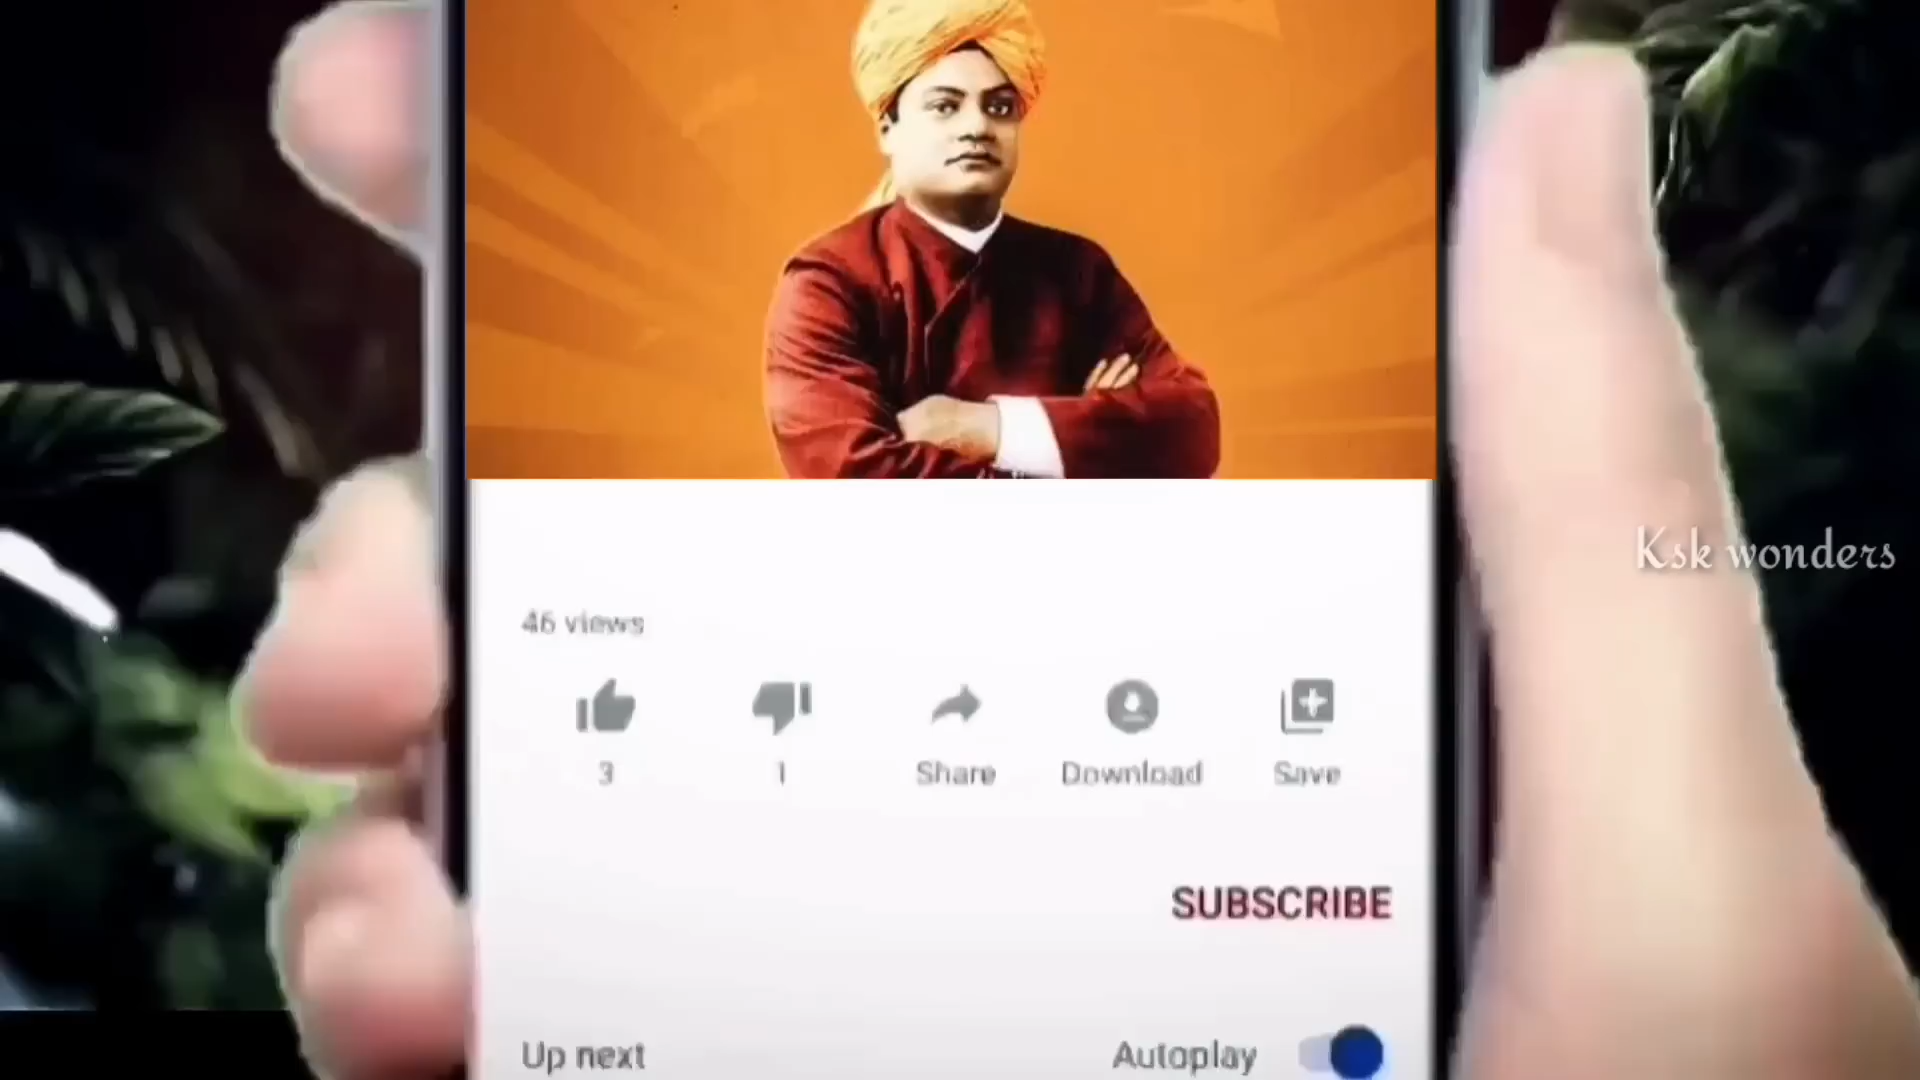 Ksk wonders
46 views
3
1
Share
Download
Save
SUBSCRIBE
Up next
Autoplay